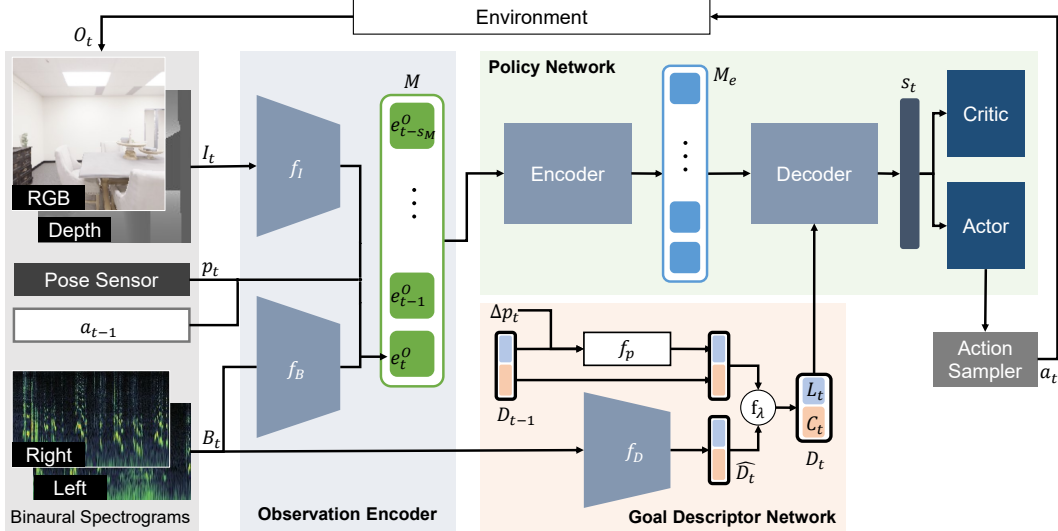 Environment
O_t
RGB
Depth
I_t
Pose Sensor
p_t
a_{t-1}
Right
Left
B_t
Binaural Spectrograms
f_I
f_B
Observation Encoder
M
e^O_{t-s_M}
e^O_{t-1}
e^O_t
Policy Network
Encoder
M_e
Decoder
s_t
Critic
Actor
Action
Sampler
a_t
Δp_t
f_p
D_{t-1}
f_D
\widehat{D_t}
f_λ
L_t
C_t
D_t
Goal Descriptor Network